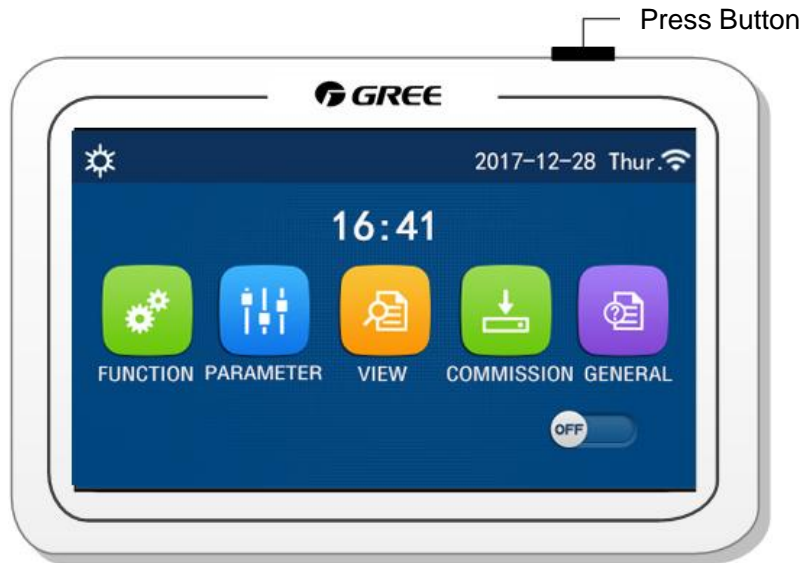 Press Button
GREE
2017-12-28 Thur.
16:41
FUNCTION PARAMETER VIEW COMMISSION GENERAL
OFF